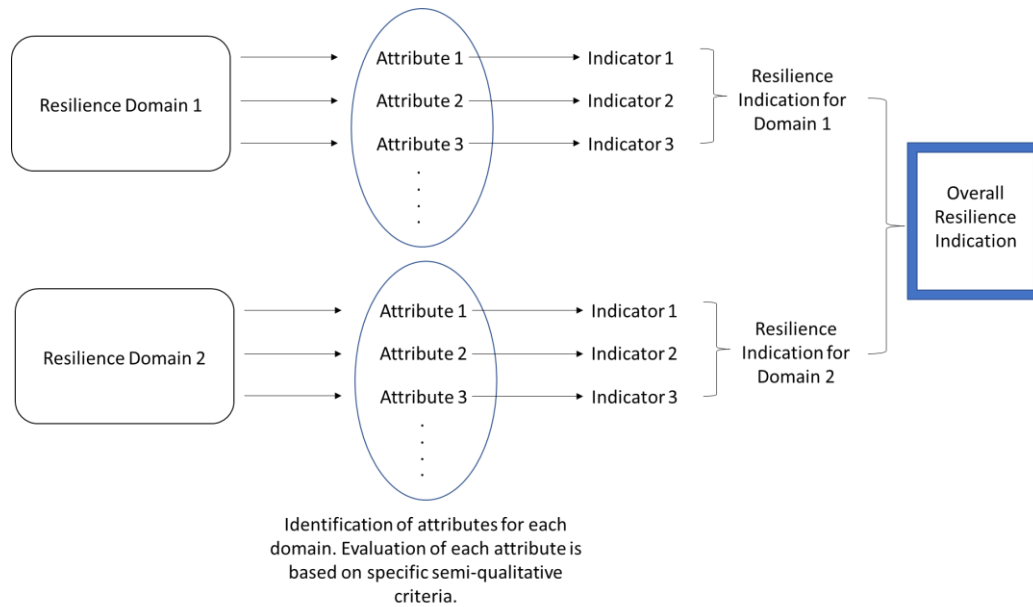 Resilience Domain 1
Attribute 1
Indicator 1
Attribute 2
Indicator 2
Attribute 3
Indicator 3
Resilience
Indication for
Domain 1
Overall
Resilience
Indication
Resilience Domain 2
Attribute 1
Indicator 1
Attribute 2
Indicator 2
Attribute 3
Indicator 3
Resilience
Indication for
Domain 2
Identification of attributes for each
domain. Evaluation of each attribute is
based on specific semi-qualitative
criteria.